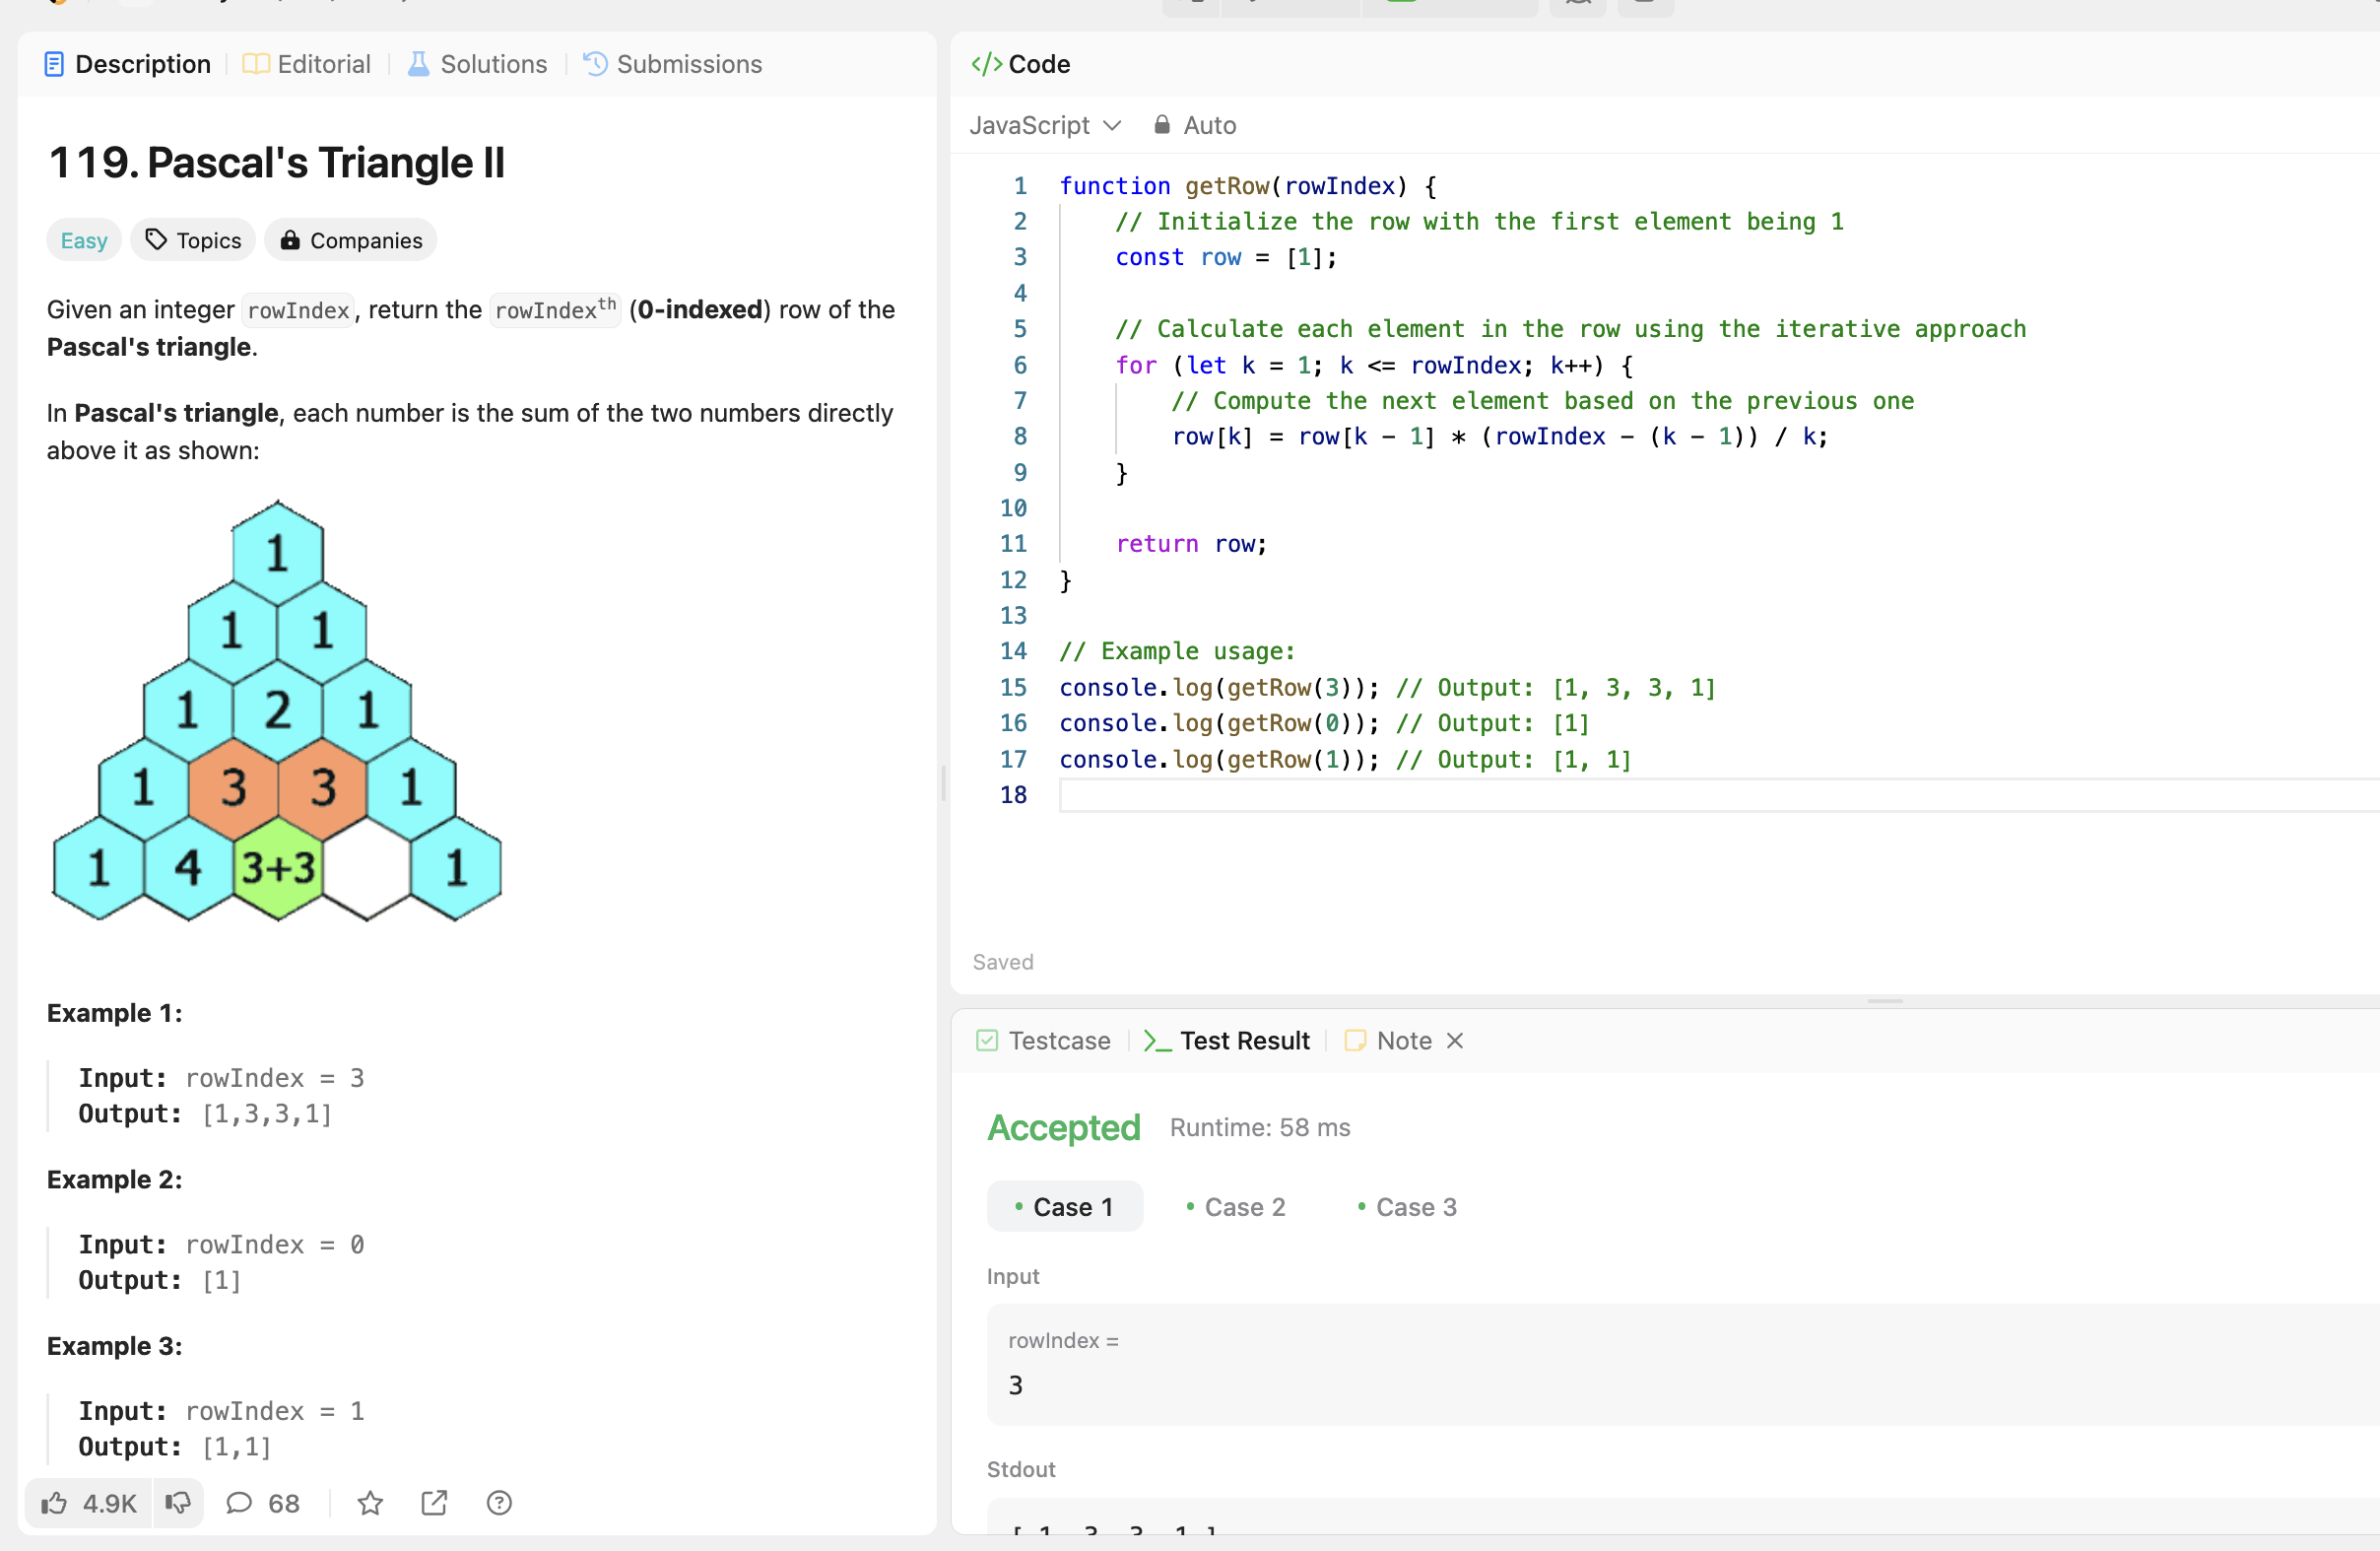 Description
Editorial
Solutions
Submissions
119. Pascal's Triangle II
Easy
Topics
Companies
Given an integer rowIndex, return the rowIndexth (0-indexed) row of the
Pascal's triangle.
In Pascal's triangle, each number is the sum of the two numbers directly
above it as shown:
1
1 1
1 2 1
1 3 3 1
1 4 3+3 1
Example 1:
Input: rowIndex = 3
Output: [1,3,3,1]
Example 2:
Input: rowIndex = 0
Output: [1]
Example 3:
Input: rowIndex = 1
Output: [1,1]
4.9K
68
</> Code
JavaScript
Auto
1 function getRow(rowIndex) {
2 // Initialize the row with the first element being 1
3 const row = [1];
4
5 // Calculate each element in the row using the iterative approach
6 for (let k = 1; k <= rowIndex; k++) {
7 // Compute the next element based on the previous one
8 row[k] = row[k - 1] * (rowIndex - (k - 1)) / k;
9 }
10
11 return row;
12 }
13
14 // Example usage:
15 console.log(getRow(3)); // Output: [1, 3, 3, 1]
16 console.log(getRow(0)); // Output: [1]
17 console.log(getRow(1)); // Output: [1, 1]
18
Saved
Testcase
Test Result
Note
Accepted
Runtime: 58 ms
Case 1
Case 2
Case 3
Input
rowIndex =
3
Stdout
[ 1, 3, 3, 1 ]